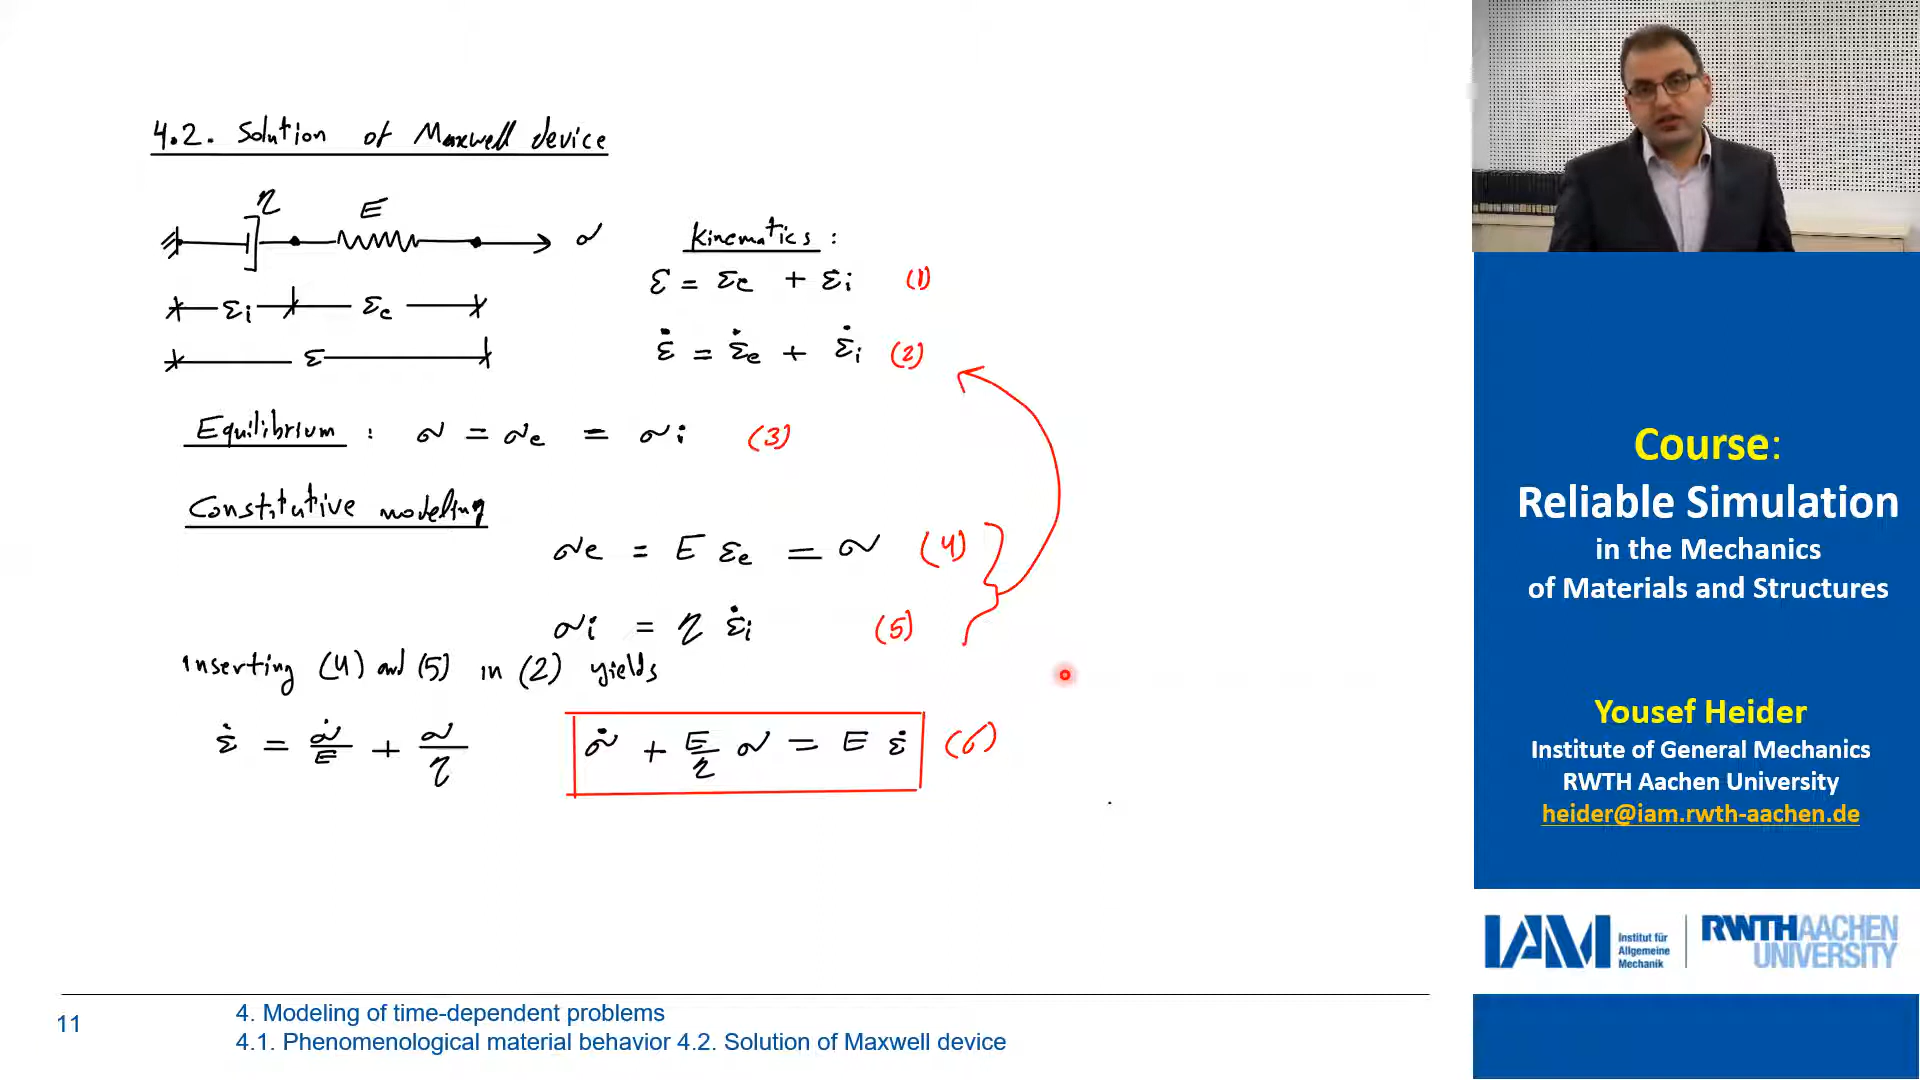 4.2. Solution of Maxwell device
η E
σ
εi εe
ε
Kinematics :
ε = εe + εi (1)
ε̇ = ε̇e + ε̇i (2)
Equilibrium : σ = σe = σi (3)
Constitutive modeling
σe = E εe = σ (4)
σi = η ε̇i (5)
inserting (4) and (5) in (2) yields
ε̇ = σ̇/E + σ/η
σ̇ + E/η σ = E ε̇ (6)
11
4. Modeling of time-dependent problems
4.1. Phenomenological material behavior 4.2. Solution of Maxwell device
Course:
Reliable Simulation
in the Mechanics
of Materials and Structures
Yousef Heider
Institute of General Mechanics
RWTH Aachen University
heider@iam.rwth-aachen.de
IAM
Institut für
Allgemeine
Mechanik
RWTHAACHEN
UNIVERSITY